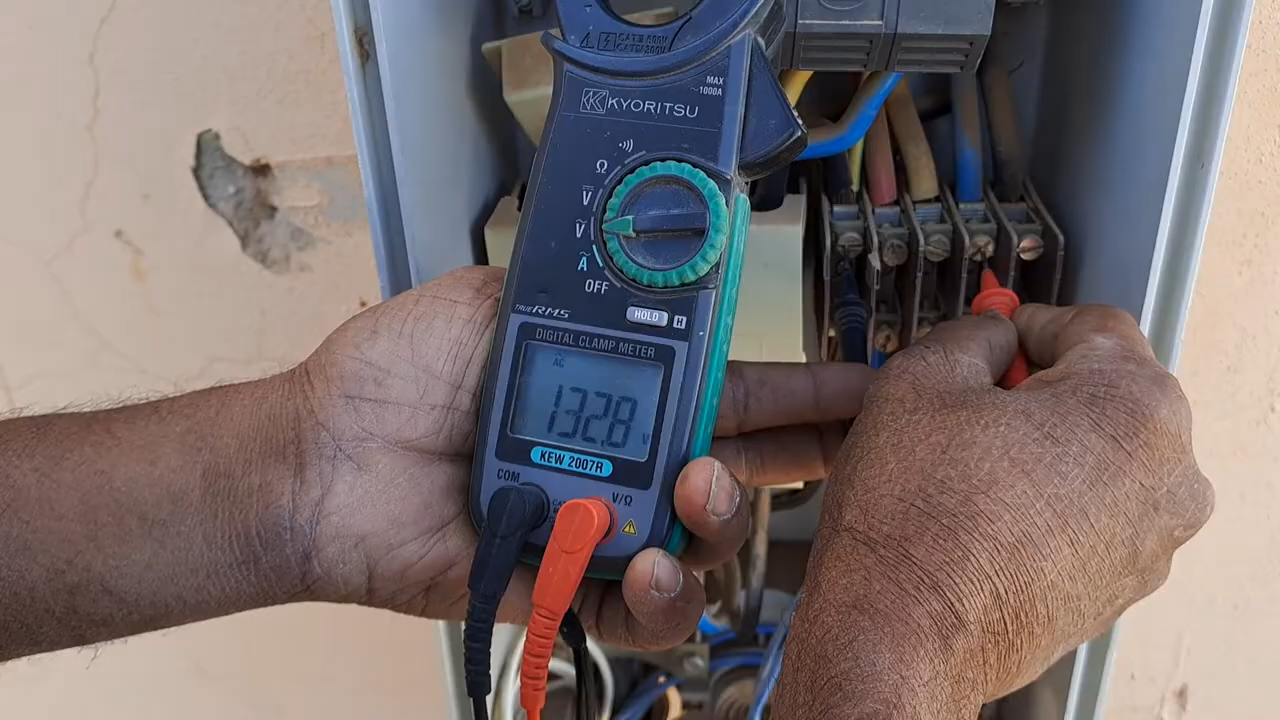 CAT Ⅲ 600V
CAT Ⅳ 300V
MAX
~1000A
KYORITSU
Ω
V
V
A
OFF
TRUE RMS
HOLD
H
DIGITAL CLAMP METER
AC
132.8
V
KEW 2007R
COM
V/Ω